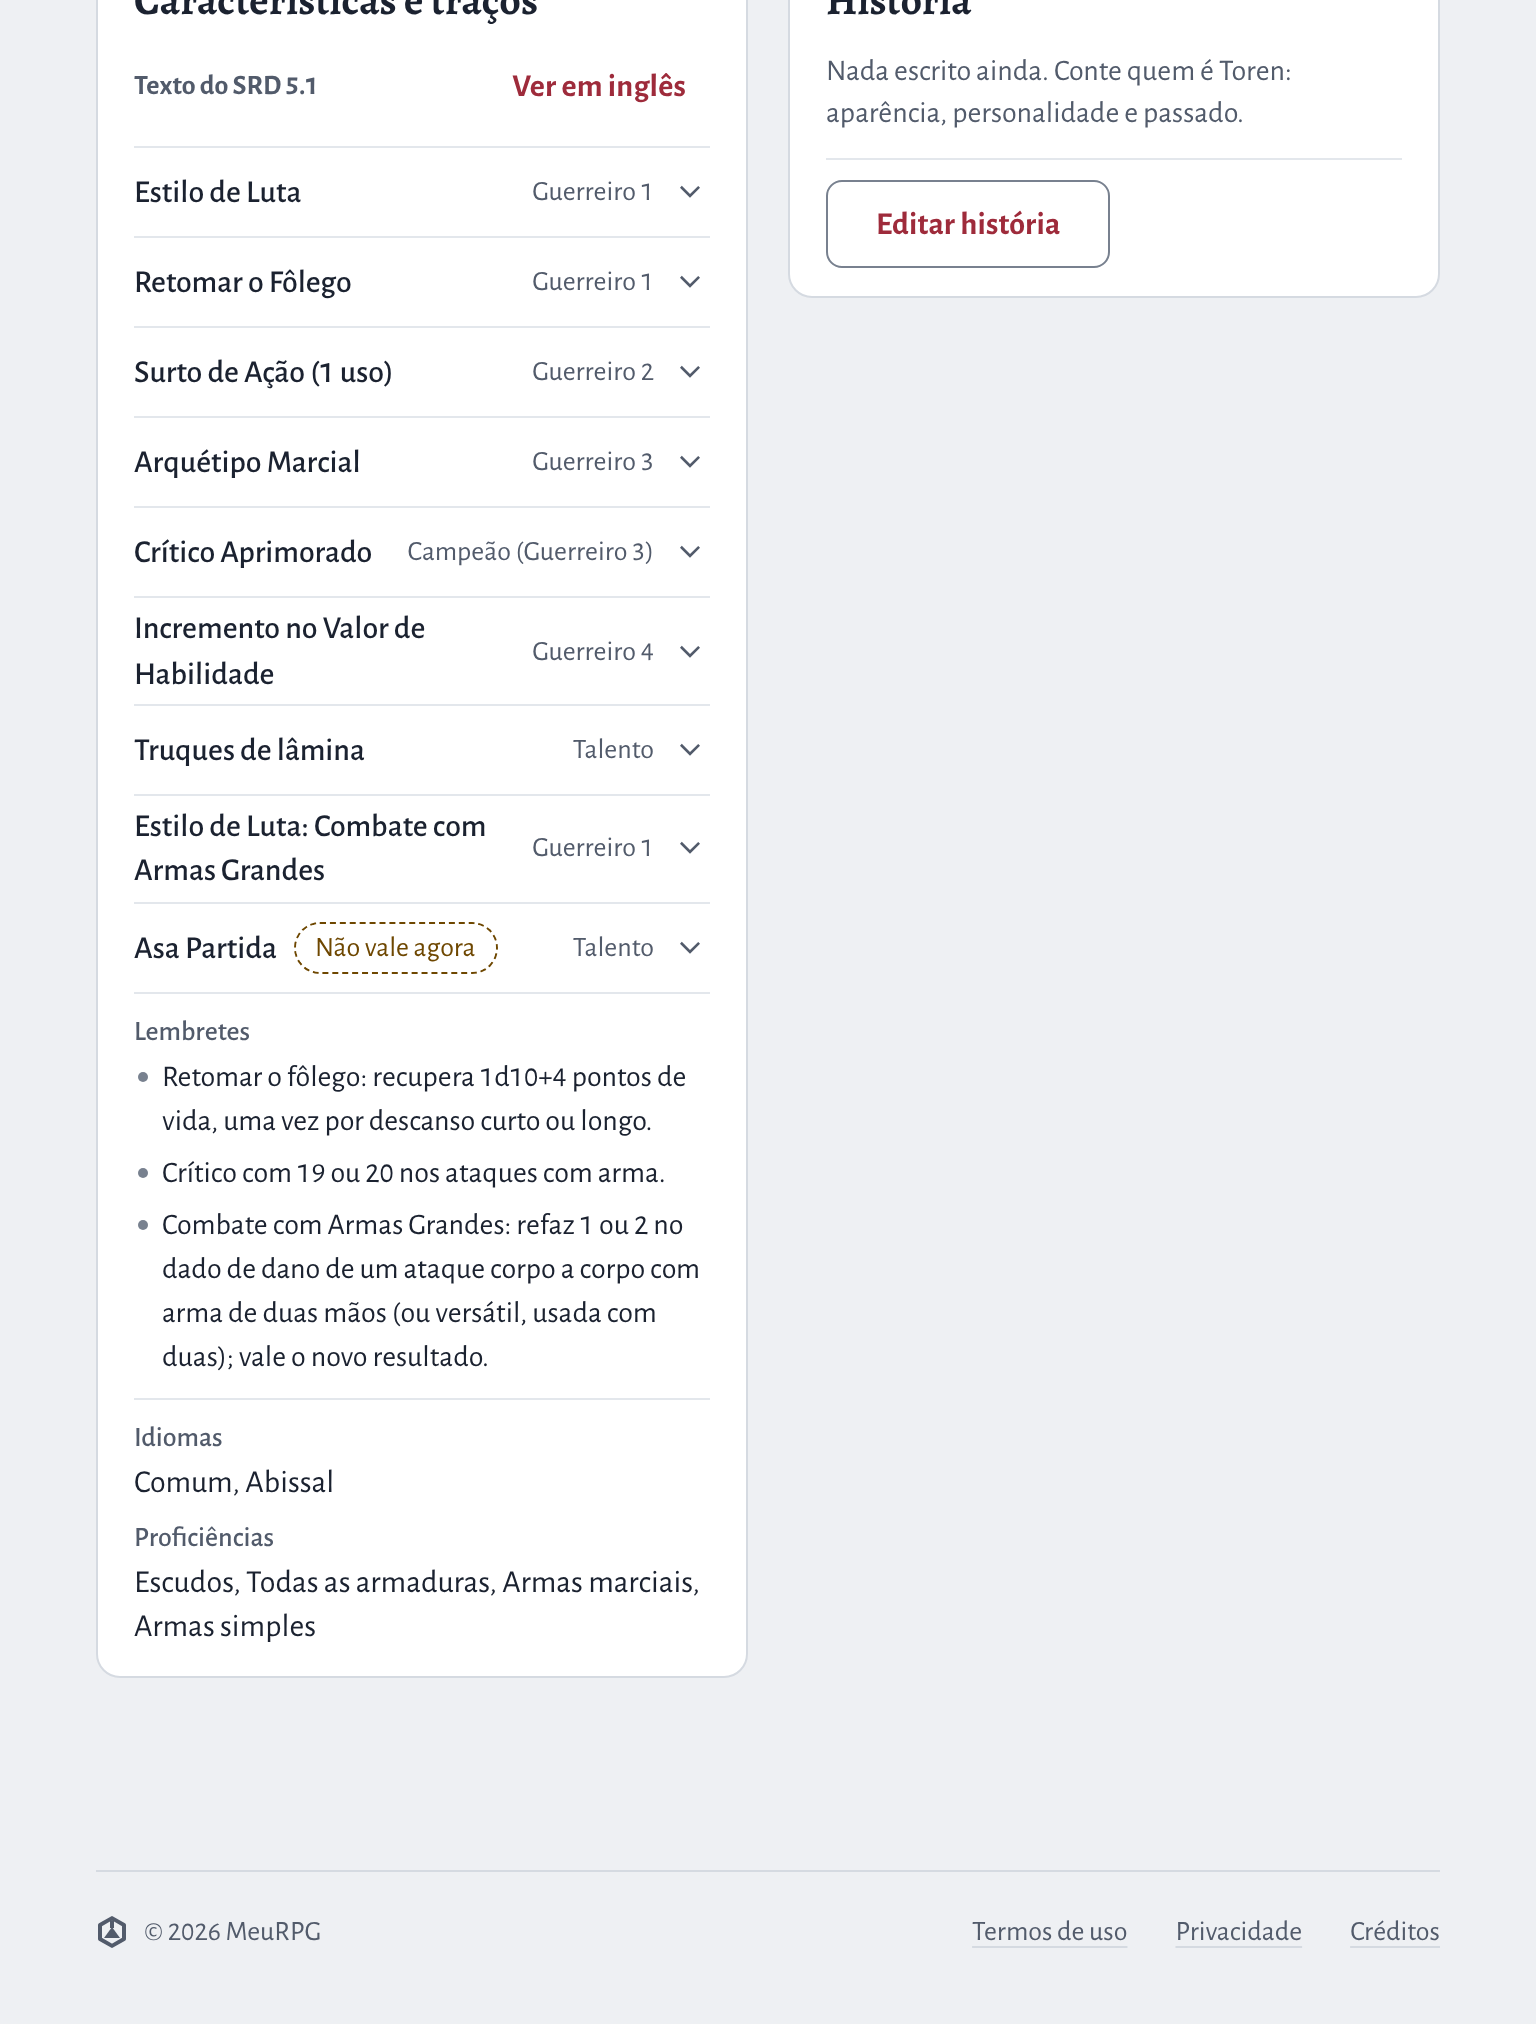 Características e traços
Texto do SRD 5.1
Ver em inglês
Estilo de Luta
Guerreiro 1
Retomar o Fôlego
Guerreiro 1
Surto de Ação (1 uso)
Guerreiro 2
Arquétipo Marcial
Guerreiro 3
Crítico Aprimorado
Campeão (Guerreiro 3)
Incremento no Valor de
Habilidade
Guerreiro 4
Truques de lâmina
Talento
Estilo de Luta: Combate com
Armas Grandes
Guerreiro 1
Asa Partida
Não vale agora
Talento
Lembretes
Retomar o fôlego: recupera 1d10+4 pontos de
vida, uma vez por descanso curto ou longo.
Crítico com 19 ou 20 nos ataques com arma.
Combate com Armas Grandes: refaz 1 ou 2 no
dado de dano de um ataque corpo a corpo com
arma de duas mãos (ou versátil, usada com
duas); vale o novo resultado.
Idiomas
Comum, Abissal
Proficiências
Escudos, Todas as armaduras, Armas marciais,
Armas simples
História
Nada escrito ainda. Conte quem é Toren:
aparência, personalidade e passado.
Editar história
© 2026 MeuRPG
Termos de uso
Privacidade
Créditos